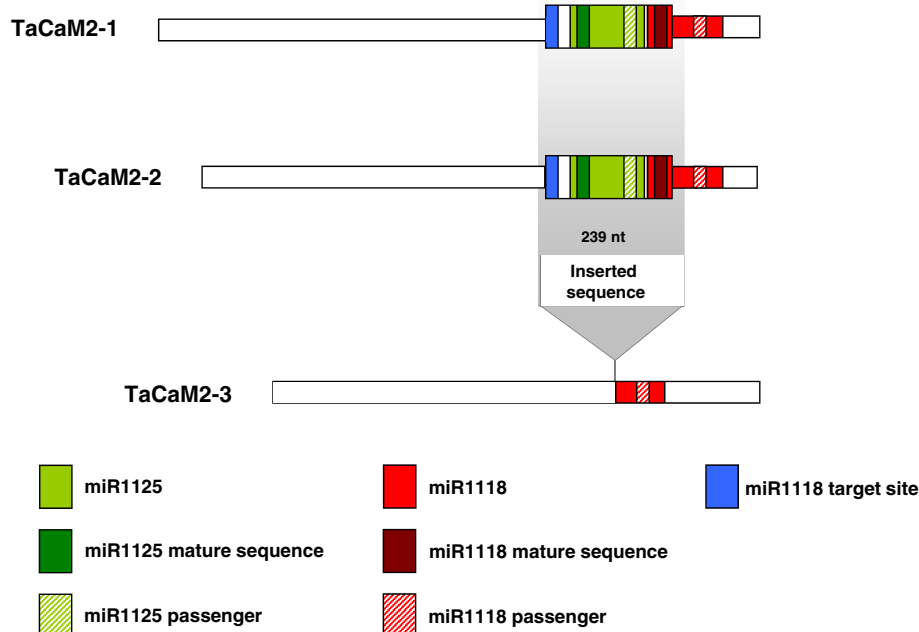 TaCaM2-1
TaCaM2-2
239 nt
Inserted
sequence
TaCaM2-3
miR1125
miR1118
miR1118 target site
miR1125 mature sequence
miR1118 mature sequence
miR1125 passenger
miR1118 passenger